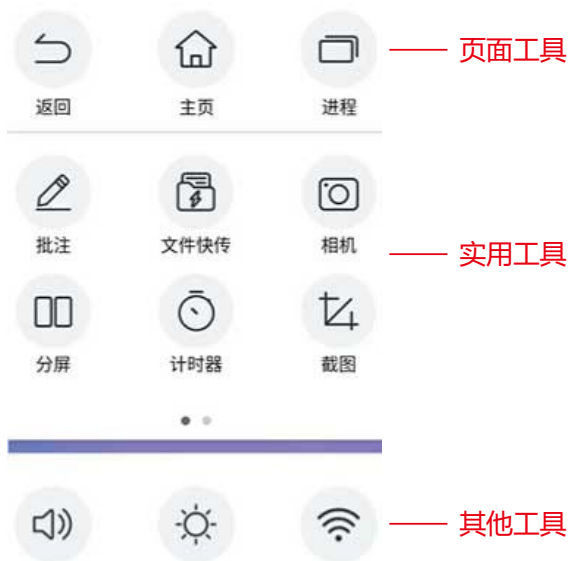 页面工具
返回 主页 进程
批注 文件快传 相机
实用工具
分屏 计时器 截图
其他工具